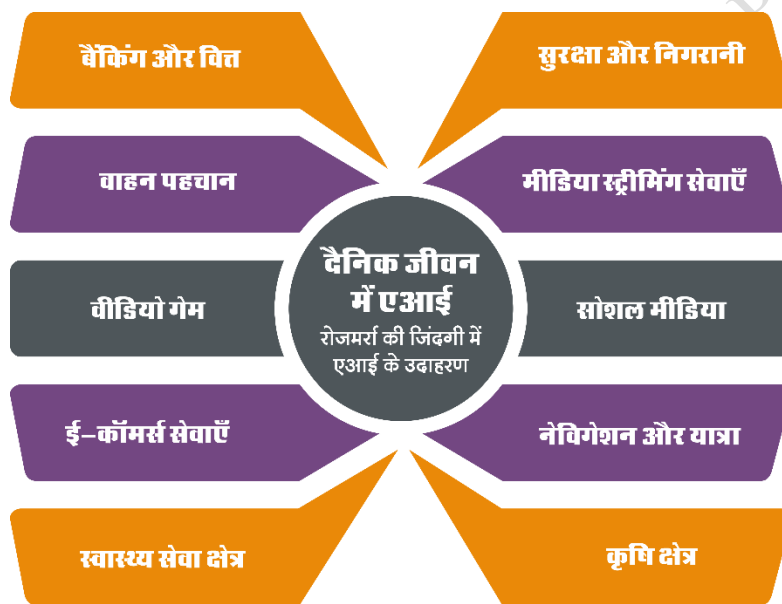 बैंकिंग और वित्त
सुरक्षा और निगरानी
वाहन पहचान
मीडिया स्ट्रीमिंग सेवाएँ
दैनिक जीवन
में एआई
रोजमर्रा की जिंदगी में
एआई के उदाहरण
वीडियो गेम
सोशल मीडिया
ई-कॉमर्स सेवाएँ
नेविगेशन और यात्रा
स्वास्थ्य सेवा क्षेत्र
कृषि क्षेत्र